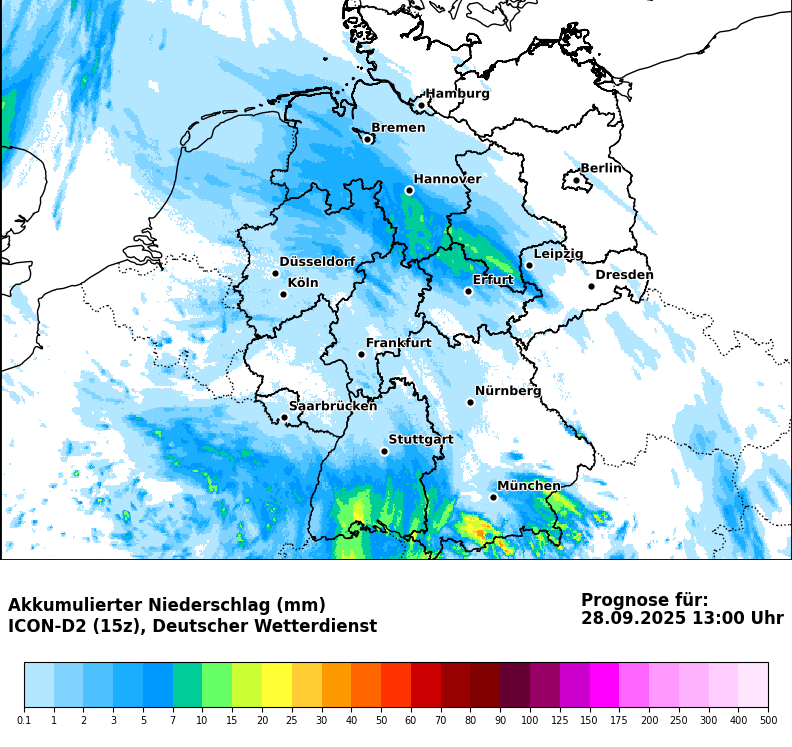 Hamburg
Bremen
Berlin
Hannover
Leipzig
Düsseldorf
Dresden
Köln
Erfurt
Frankfurt
Nürnberg
Saarbrücken
Stuttgart
München
Akkumulierter Niederschlag (mm)
ICON-D2 (15z), Deutscher Wetterdienst
Prognose für:
28.09.2025 13:00 Uhr
0.1 1 2 3 5 7 10 15 20 25 30 40 50 60 70 80 90 100 125 150 175 200 250 300 400 500